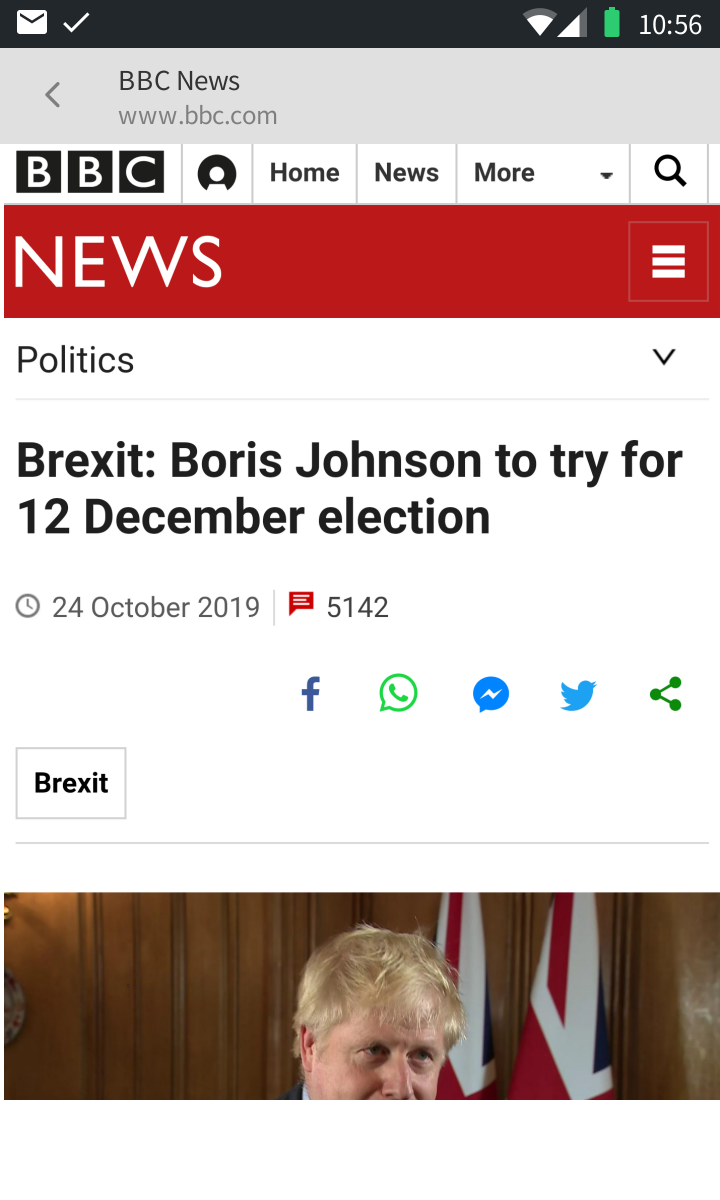 10:56
BBC News
www.bbc.com
BBC Home News More
NEWS
Politics
Brexit: Boris Johnson to try for
12 December election
24 October 2019 5142
Brexit